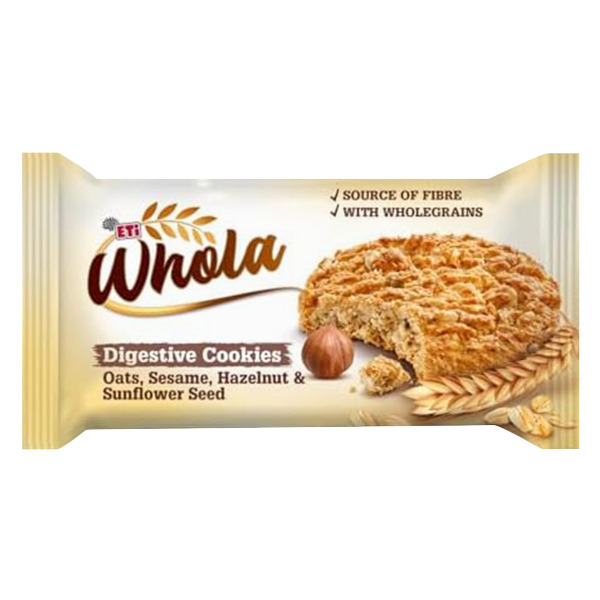 ETi
Whola
✓ SOURCE OF FIBRE
✓ WITH WHOLEGRAINS
Digestive Cookies
Oats, Sesame, Hazelnut &
Sunflower Seed